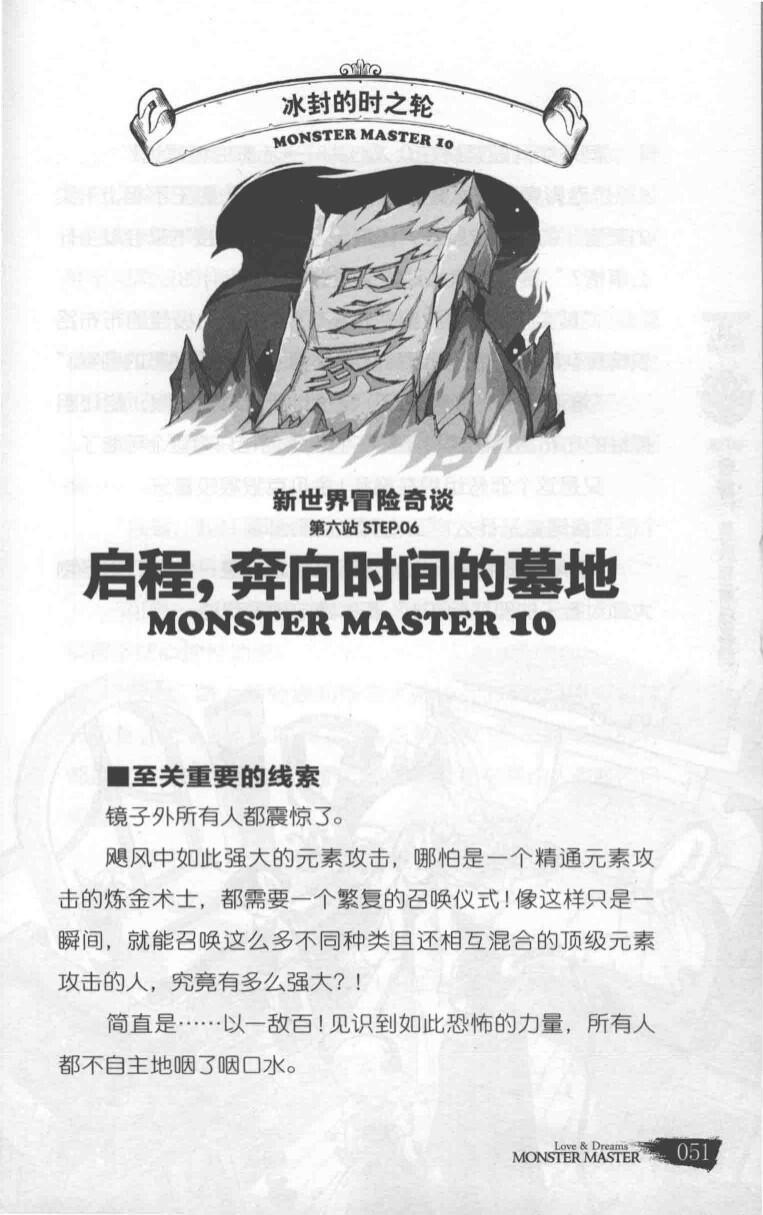 冰封的时之轮
MONSTER MASTER 10
时之冢
新世界冒险奇谈
第六站 STEP.06
启程，奔向时间的墓地
MONSTER MASTER 10
■至关重要的线索
镜子外所有人都震惊了。
飓风中如此强大的元素攻击，哪怕是一个精通元素攻
击的炼金术士，都需要一个繁复的召唤仪式！像这样只是一
瞬间，就能召唤这么多不同种类且还相互混合的顶级元素
攻击的人，究竟有多么强大？！
简直是……以一敌百！见识到如此恐怖的力量，所有人
都不自主地咽了咽口水。
Love & Dreams
MONSTER MASTER
051